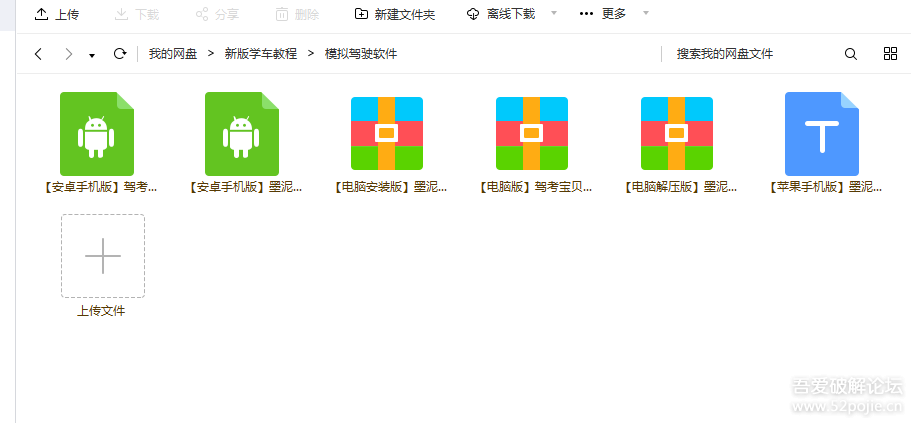 上传 下载 分享 删除 新建文件夹 离线下载 更多
我的网盘 > 新版学车教程 > 模拟驾驶软件 搜索我的网盘文件
【安卓手机版】驾考... 【安卓手机版】墨泥... 【电脑安装版】墨泥... 【电脑版】驾考宝贝... 【电脑解压版】墨泥... 【苹果手机版】墨泥...
上传文件
吾爱破解论坛
www.52pojie.cn